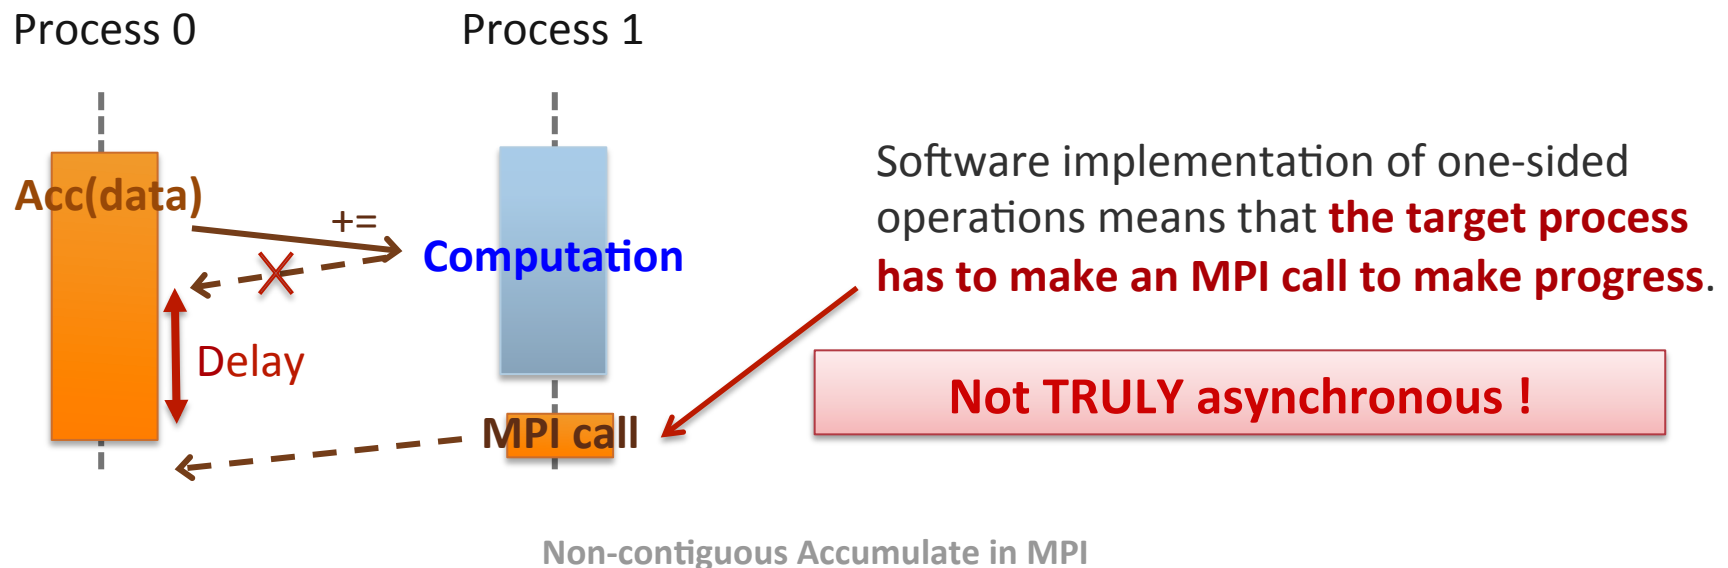 Process 0
Process 1
Acc(data)
+=
Computation
Delay
MPI call
Software implementation of one-sided
operations means that the target process
has to make an MPI call to make progress.
Not TRULY asynchronous !
Non-contiguous Accumulate in MPI